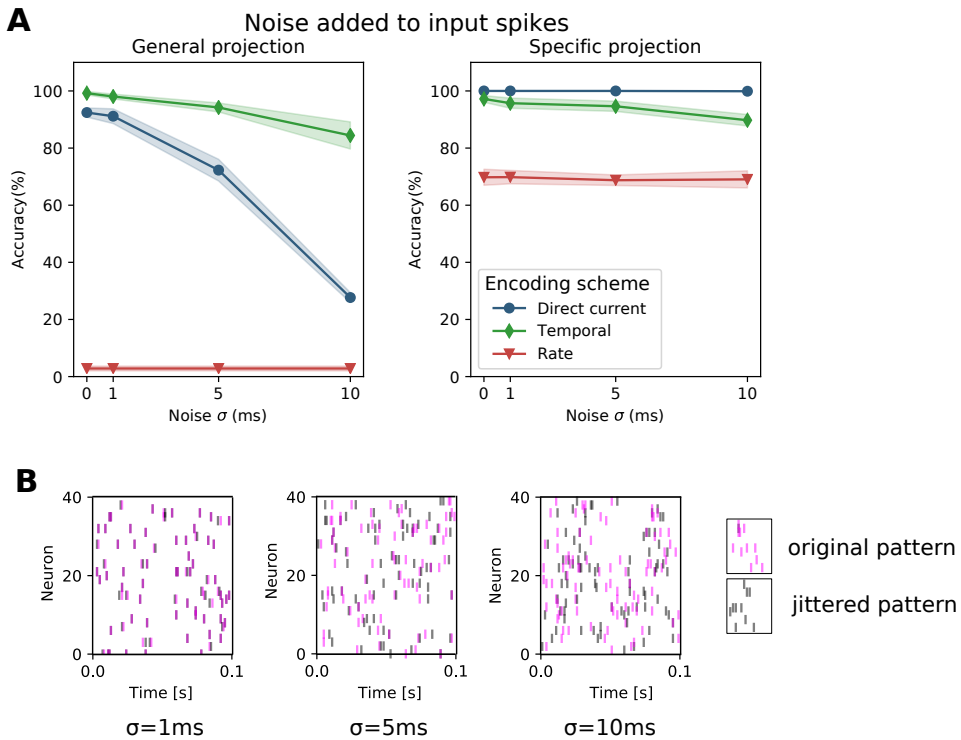 A
Noise added to input spikes
General projection
Specific projection
100
80
60
40
20
0
Accuracy(%)
0 1 5 10
Noise σ (ms)
100
80
60
40
20
0
Accuracy(%)
Encoding scheme
Direct current
Temporal
Rate
0 1 5 10
Noise σ (ms)
B
40
20
0
Neuron
0.0 0.1
Time [s]
σ=1ms
40
20
0
Neuron
0.0 0.1
Time [s]
σ=5ms
40
20
0
Neuron
0.0 0.1
Time [s]
σ=10ms
original pattern
jittered pattern